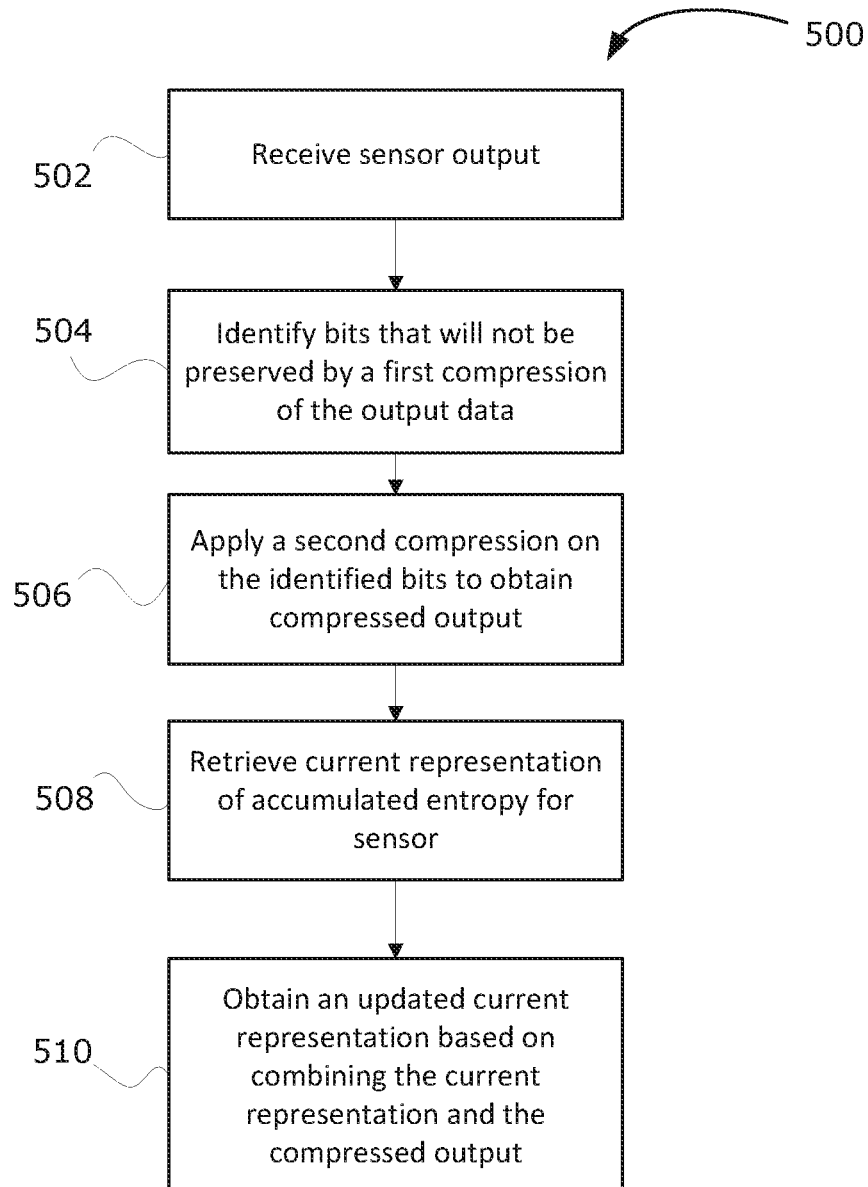 500
Receive sensor output
502
504
Identify bits that will not be
preserved by a first compression
of the output data
Apply a second compression on
the identified bits to obtain
compressed output
506
Retrieve current representation
of accumulated entropy for
sensor
508
Obtain an updated current
representation based on
combining the current
representation and the
compressed output
510